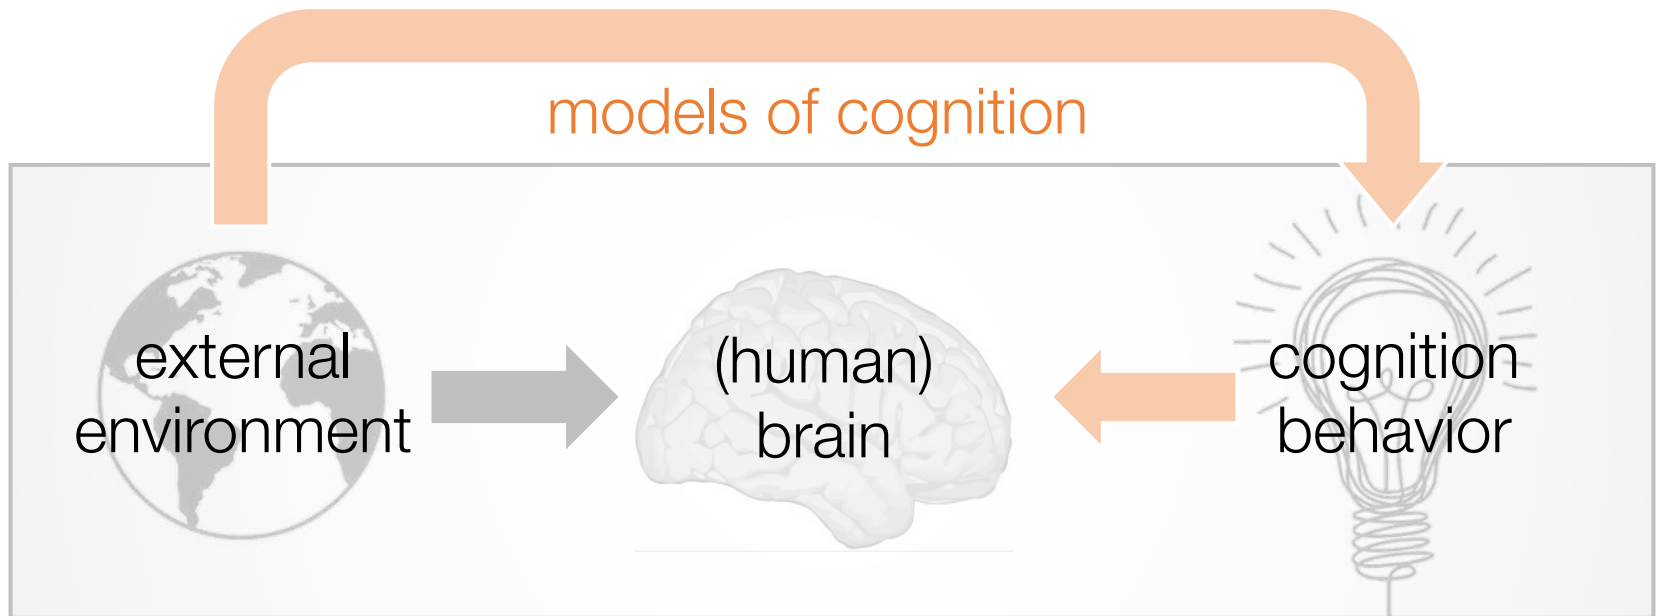 models of cognition
external
environment
(human)
brain
cognition
behavior